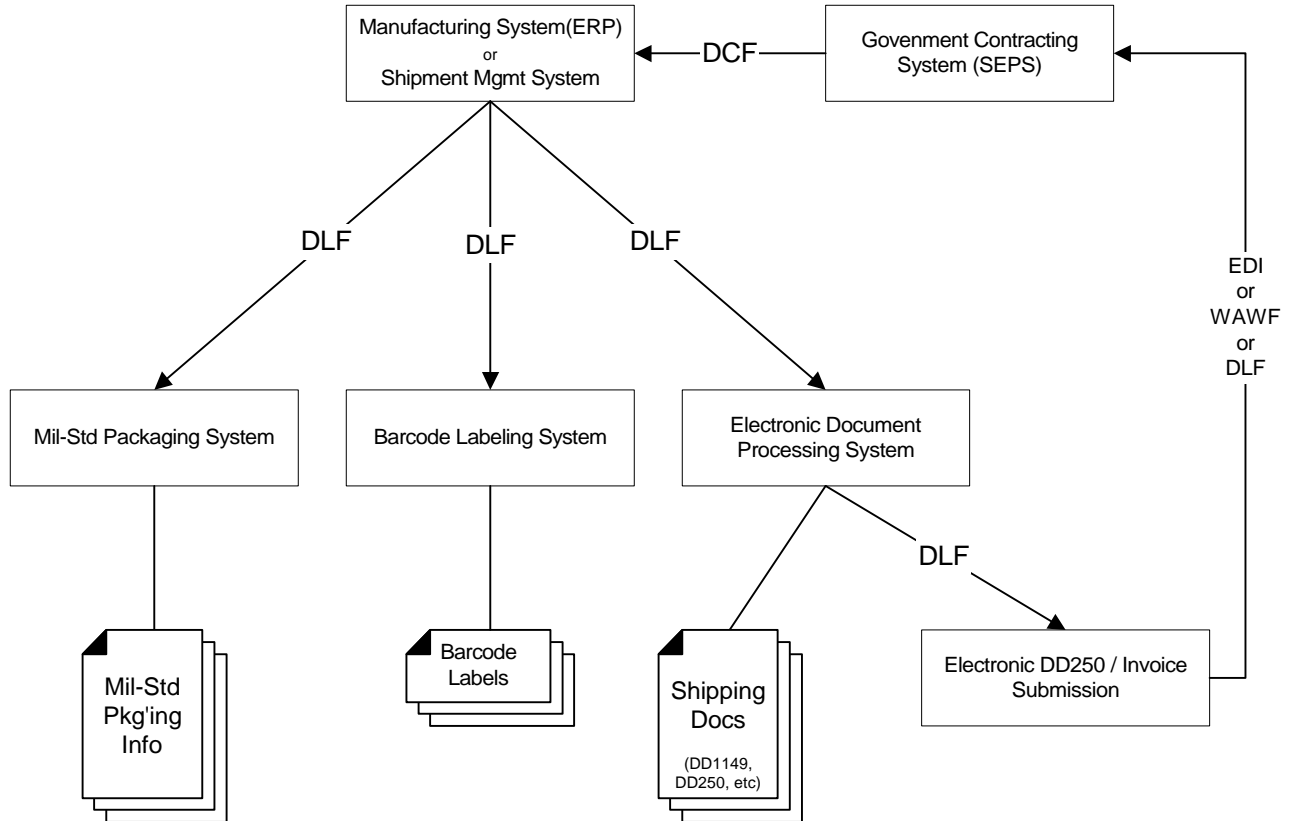 Manufacturing System(ERP)
or
Shipment Mgmt System
DCF
Govenment Contracting
System (SEPS)
DLF
DLF
DLF
EDI
or
WAWF
or
DLF
Mil-Std Packaging System
Barcode Labeling System
Electronic Document
Processing System
DLF
Mil-Std
Pkg'ing
Info
Barcode
Labels
Shipping
Docs
(DD1149,
DD250, etc)
Electronic DD250 / Invoice
Submission